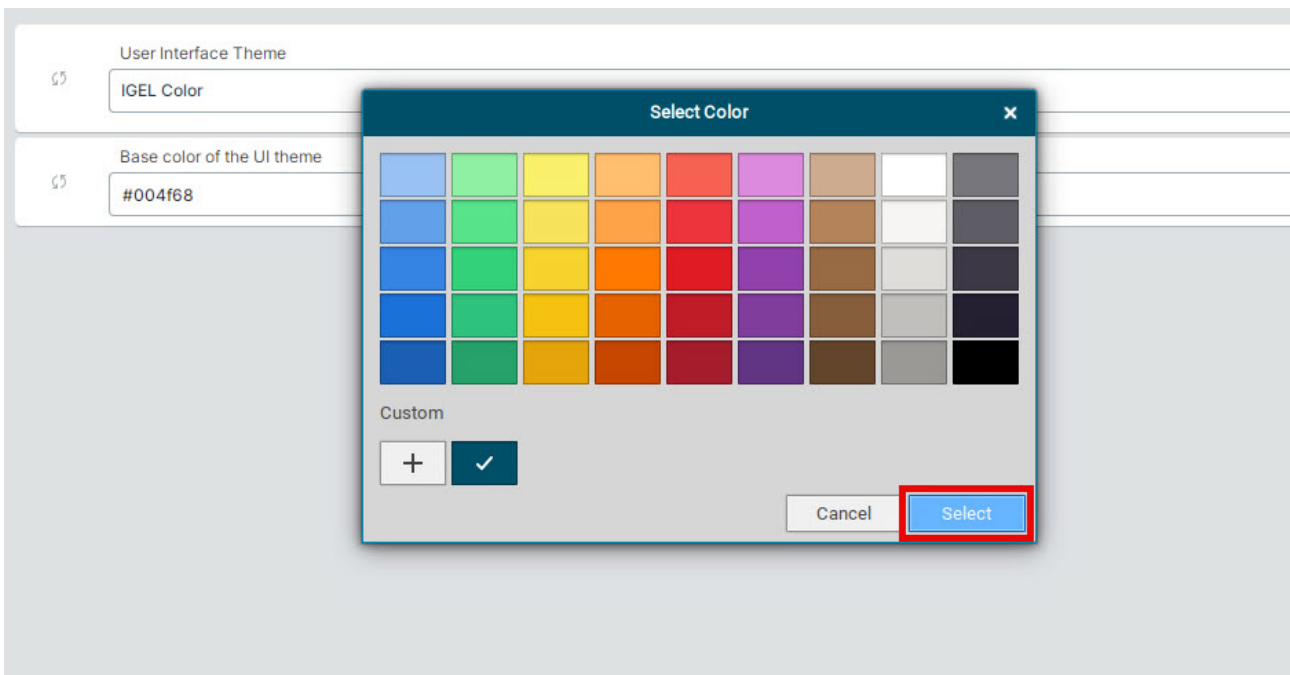 User Interface Theme
IGEL Color
Select Color
Base color of the UI theme
#004f68
Custom
Cancel
Select